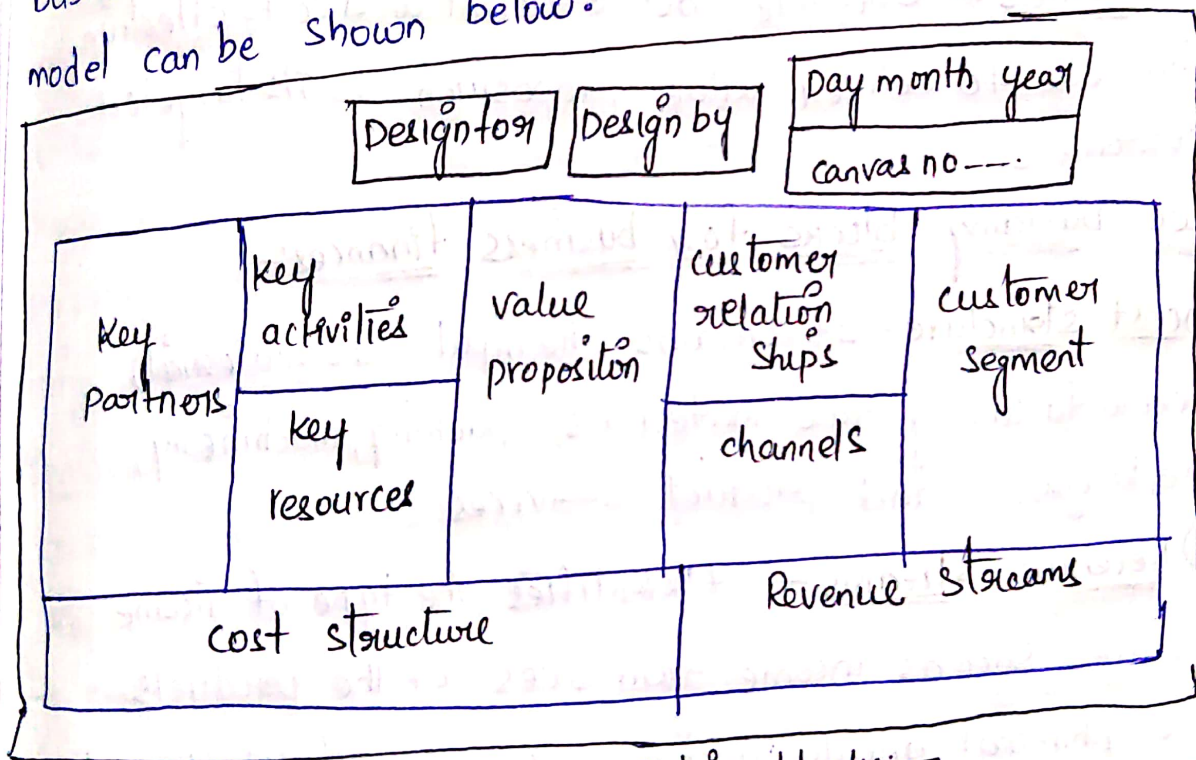 model can be shown below.
Design for
Design by
Day month year
canvas no---.
Key
partners
key
activities
key
resources
value
propositon
customer
relation
ships
channels
customer
segment
cost structure
Revenue streams